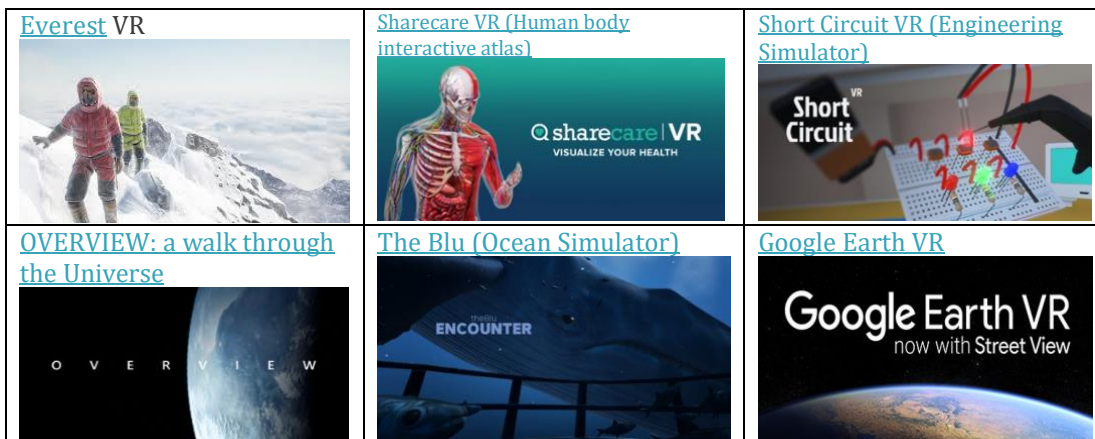 Everest VR
Sharecare VR (Human body
interactive atlas)
sharecare | VR
VISUALIZE YOUR HEALTH
Short Circuit VR (Engineering
Simulator)
Short VR
Circuit
OVERVIEW: a walk through
the Universe
O V E R V I E W
The Blu (Ocean Simulator)
theBlu
ENCOUNTER
Google Earth VR
Google Earth VR
now with Street View